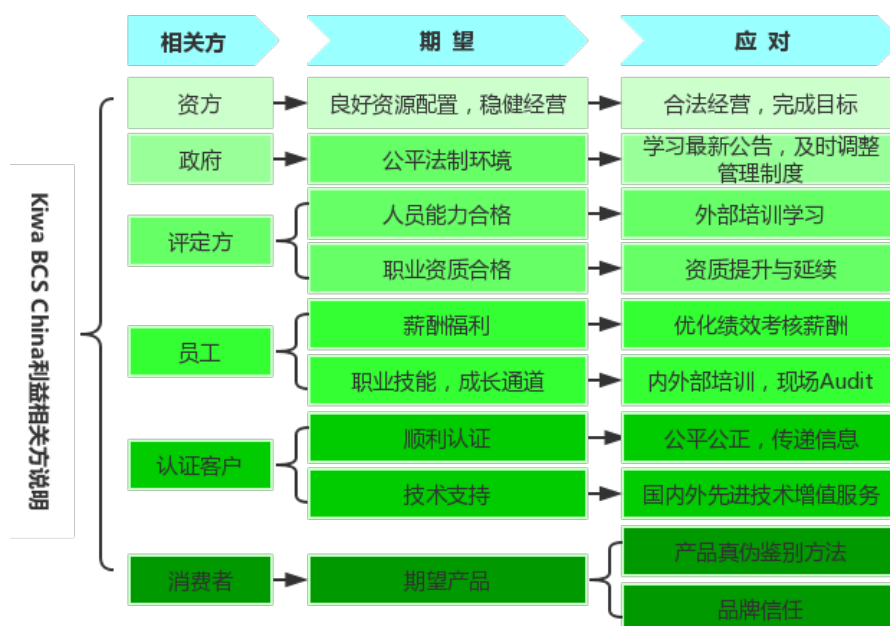 相关方
期 望
应 对
Kiwa BCS China利益相关方说明
资方
良好资源配置，稳健经营
合法经营，完成目标
政府
公平法制环境
学习最新公告，及时调整
管理制度
评定方
人员能力合格
外部培训学习
职业资质合格
资质提升与延续
员工
薪酬福利
优化绩效考核薪酬
职业技能，成长通道
内外部培训，现场Audit
认证客户
顺利认证
公平公正，传递信息
技术支持
国内外先进技术增值服务
消费者
期望产品
产品真伪鉴别方法
品牌信任